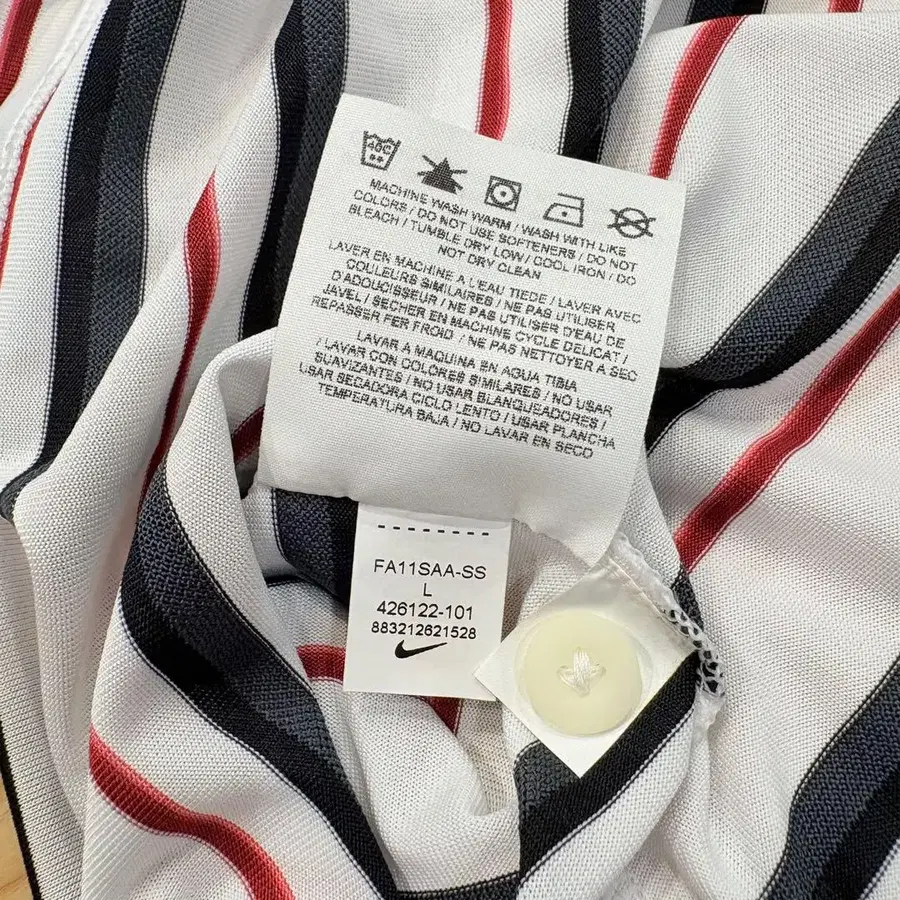 40C
MACHINE WASH WARM / WASH WITH LIKE
COLORS / DO NOT USE SOFTENERS / DO NOT
BLEACH / TUMBLE DRY LOW / COOL IRON / DO
NOT DRY CLEAN
LAVER EN MACHINE A L'EAU TIEDE / LAVER AVEC
COULEURS SIMILAIRES / NE PAS UTILISER
D'ADOUCISSEUR / NE PAS UTILISER D'EAU DE
JAVEL / SECHER EN MACHINE CYCLE DELICAT /
REPASSER FER FROID / NE PAS NETTOYER A SEC
LAVAR A MAQUINA EN AGUA TIBIA
/ LAVAR CON COLORES SIMILARES / NO USAR
SUAVIZANTES / NO USAR BLANQUEADORES /
USAR SECADORA CICLO LENTO / USAR PLANCHA
TEMPERATURA BAJA / NO LAVAR EN SECO
FA11SAA-SS
L
426122-101
883212621528